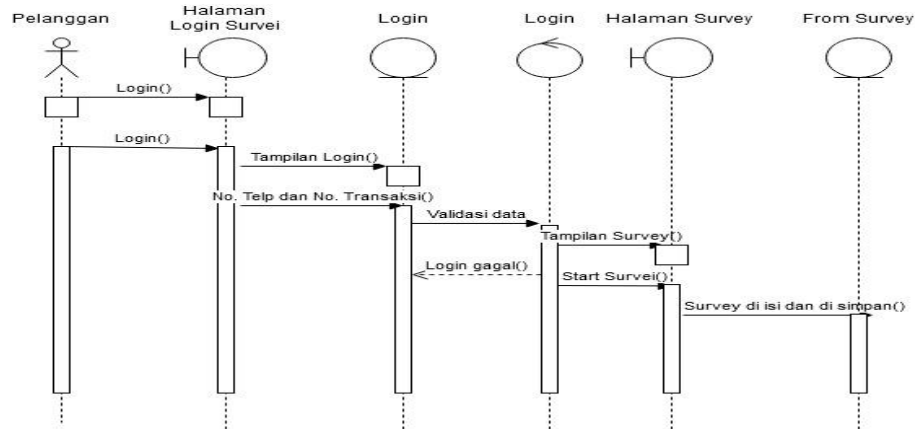 Pelanggan
Halaman
Login Survei
Login
Login
Halaman Survey
From Survey
Login()
Login()
Tampilan Login()
No. Telp dan No. Transaksi()
Validasi data
Tampilan Survey()
Login gagal()
Start Survei()
Survey di isi dan di simpan()